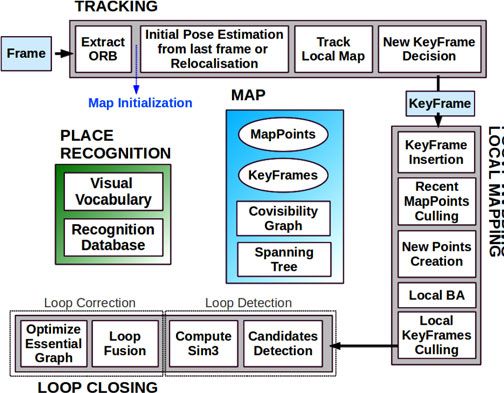 TRACKING
Frame
Extract
ORB
Initial Pose Estimation
from last frame or
Relocalisation
Track
Local Map
New KeyFrame
Decision
Map Initialization
KeyFrame
MAP
MapPoints
KeyFrames
Covisibility
Graph
Spanning
Tree
PLACE
RECOGNITION
Visual
Vocabulary
Recognition
Database
LOCAL MAPPING
KeyFrame
Insertion
Recent
MapPoints
Culling
New Points
Creation
Local BA
Local
KeyFrames
Culling
Loop Correction
Loop Detection
Optimize
Essential
Graph
Loop
Fusion
Compute
Sim3
Candidates
Detection
LOOP CLOSING